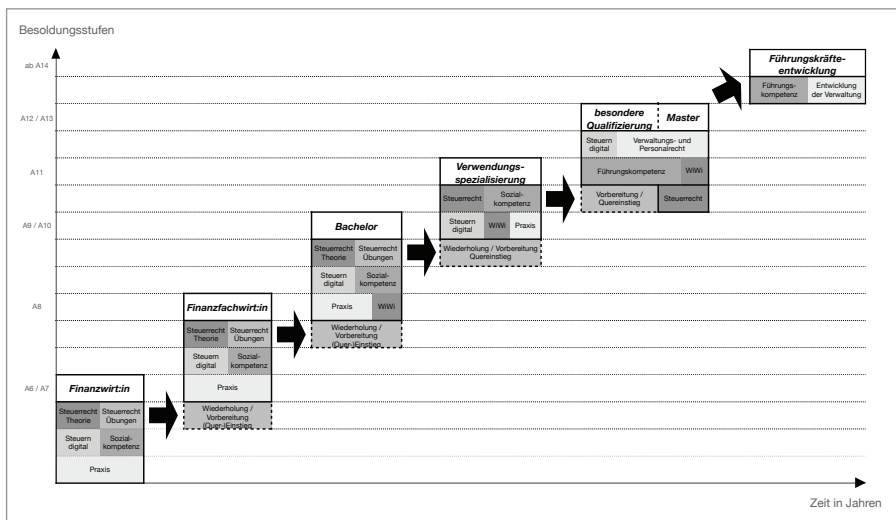 Besoldungsstufen
ab A14
A12 / A13
A11
A9 / A10
A8
A6 / A7
Finanzwirt:in
Steuerrecht
Theorie
Steuerrecht
Übungen
Steuern
digital
Sozial-
kompetenz
Praxis
Finanzfachwirt:in
Steuerrecht
Theorie
Steuerrecht
Übungen
Steuern
digital
Sozial-
kompetenz
Praxis
Wiederholung /
Vorbereitung
(Quer-)Einstieg
Bachelor
Steuerrecht
Theorie
Steuerrecht
Übungen
Steuern
digital
Sozial-
kompetenz
Praxis
WiWi
Wiederholung /
Vorbereitung
(Quer-)Einstieg
Verwendungs-
spezialisierung
Steuerrecht
Sozial-
kompetenz
Steuern
digital
WiWi
Praxis
Wiederholung / Vorbereitung
Quereinstieg
besondere
Qualifizierung
Master
Steuern
digital
Verwaltungs- und
Personalrecht
Führungskompetenz
WiWi
Vorbereitung /
Quereinstieg
Steuerrecht
Führungskräfte-
entwicklung
Führungs-
kompetenz
Entwicklung
der Verwaltung
Zeit in Jahren